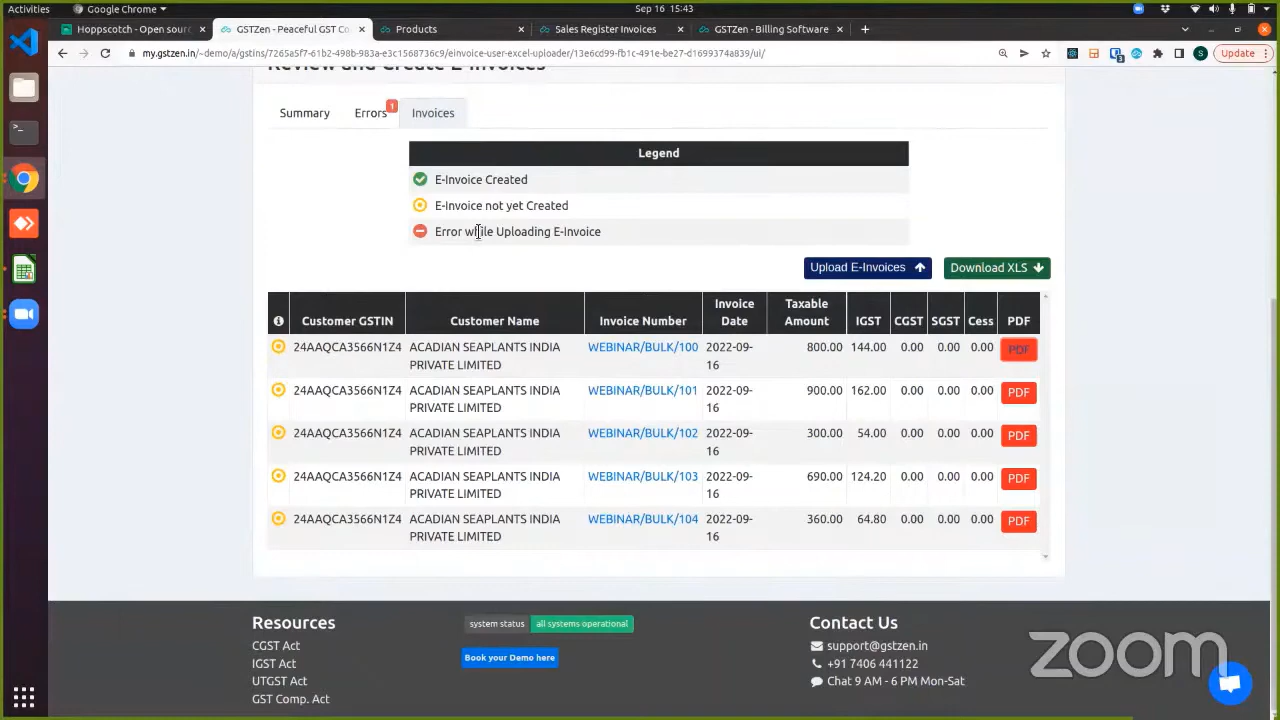 Activities
Google Chrome
Sep 16 15:43
Hoppscotch - Open sourc
GSTZen - Peaceful GST Co
Products
Sales Register Invoices
GSTZen - Billing Software
my.gstzen.in/~demo/a/gstins/7265a5f7-61b2-498b-983a-e3c1568736c9/einvoice-user-excel-uploader/13e6cd99-fb1c-491e-be27-d1699374a839/ui/
Update
Review and Create E-Invoices
Summary
Errors 1
Invoices
Legend
E-Invoice Created
E-Invoice not yet Created
Error while Uploading E-Invoice
Upload E-Invoices
Download XLS
Customer GSTIN Customer Name Invoice Number Invoice Date Taxable Amount IGST CGST SGST Cess PDF
24AAQCA3566N1Z4 ACADIAN SEAPLANTS INDIA WEBINAR/BULK/100 2022-09- 800.00 144.00 0.00 0.00 0.00 PDF
PRIVATE LIMITED 16
24AAQCA3566N1Z4 ACADIAN SEAPLANTS INDIA WEBINAR/BULK/101 2022-09- 900.00 162.00 0.00 0.00 0.00 PDF
PRIVATE LIMITED 16
24AAQCA3566N1Z4 ACADIAN SEAPLANTS INDIA WEBINAR/BULK/102 2022-09- 300.00 54.00 0.00 0.00 0.00 PDF
PRIVATE LIMITED 16
24AAQCA3566N1Z4 ACADIAN SEAPLANTS INDIA WEBINAR/BULK/103 2022-09- 690.00 124.20 0.00 0.00 0.00 PDF
PRIVATE LIMITED 16
24AAQCA3566N1Z4 ACADIAN SEAPLANTS INDIA WEBINAR/BULK/104 2022-09- 360.00 64.80 0.00 0.00 0.00 PDF
PRIVATE LIMITED 16
Resources
CGST Act
IGST Act
UTGST Act
GST Comp. Act
system status all systems operational
Book your Demo here
Contact Us
support@gstzen.in
+91 7406 441122
Chat 9 AM - 6 PM Mon-Sat
zoom